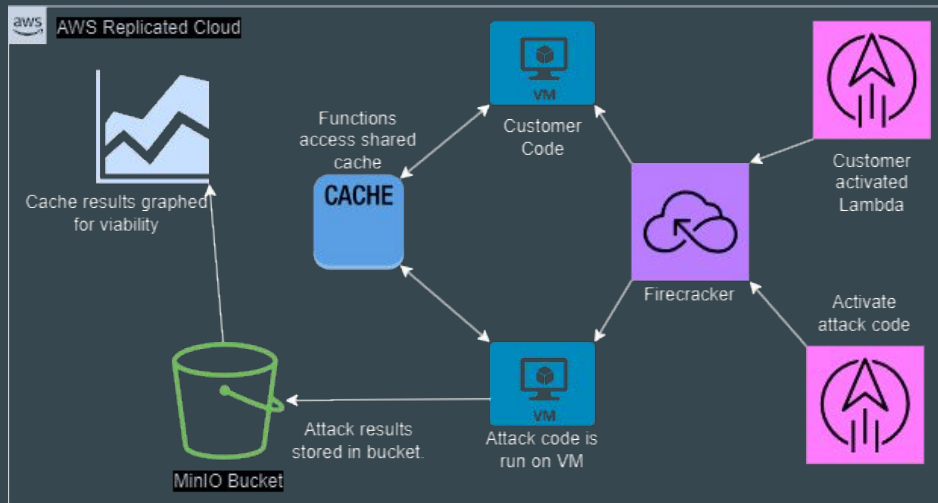 aws
AWS Replicated Cloud
VM
Customer
Code
Functions
access shared
cache
CACHE
Customer
activated
Lambda
Cache results graphed
for viability
Firecracker
Activate
attack code
VM
Attack code is
run on VM
Attack results
stored in bucket.
MinIO Bucket